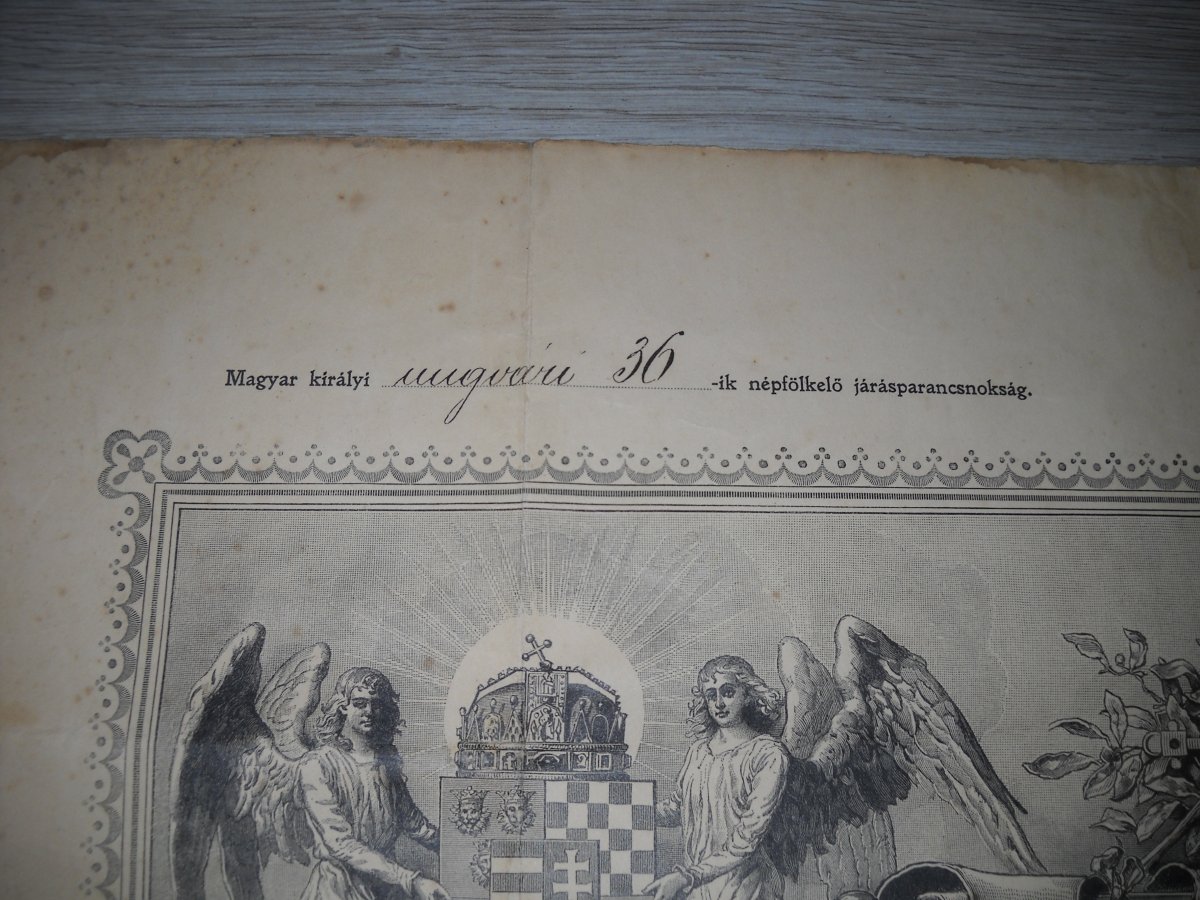 Magyar királyi ungvári 36 -ik népfölkelő járásparancsnokság.